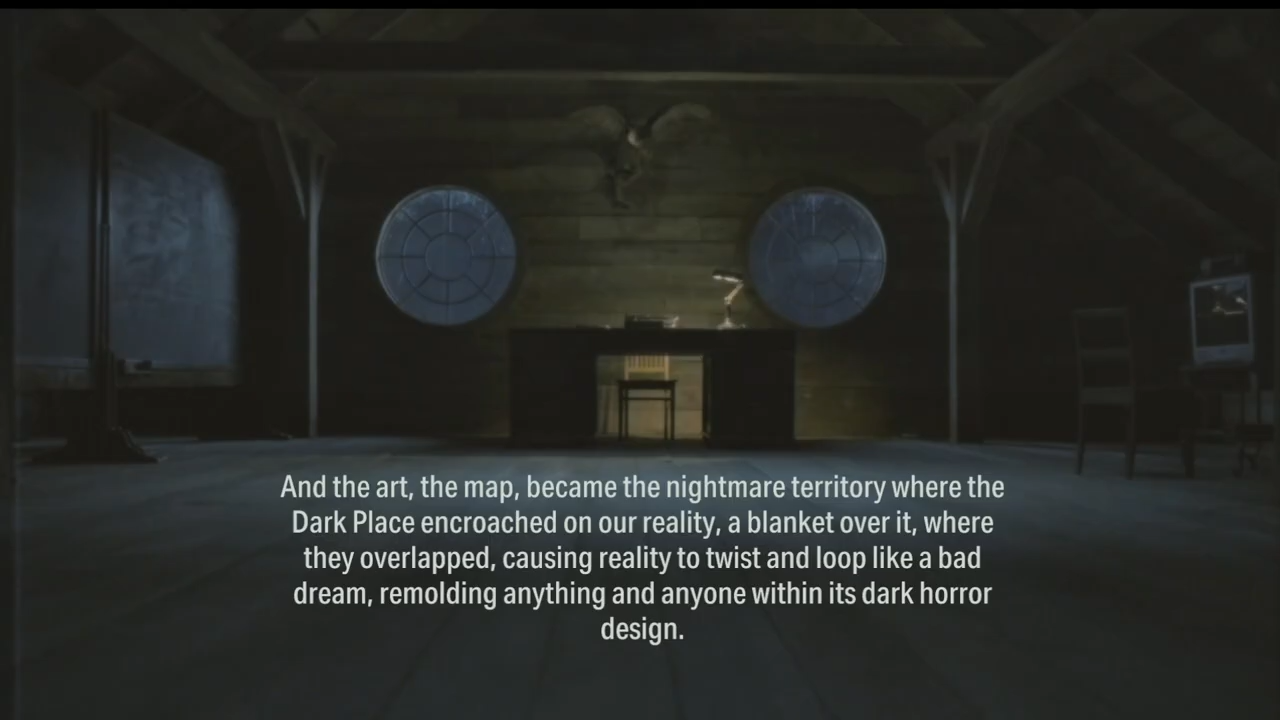 And the art, the map, became the nightmare territory where the
Dark Place encroached on our reality, a blanket over it, where
they overlapped, causing reality to twist and loop like a bad
dream, remolding anything and anyone within its dark horror
design.